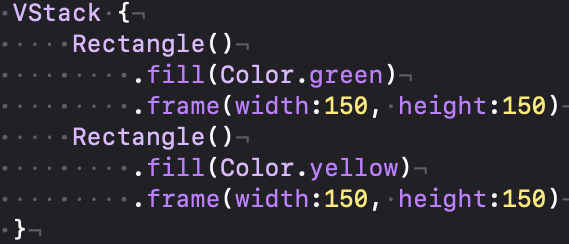 VStack {
Rectangle()
.fill(Color.green)
.frame(width:150, height:150)
Rectangle()
.fill(Color.yellow)
.frame(width:150, height:150)
}